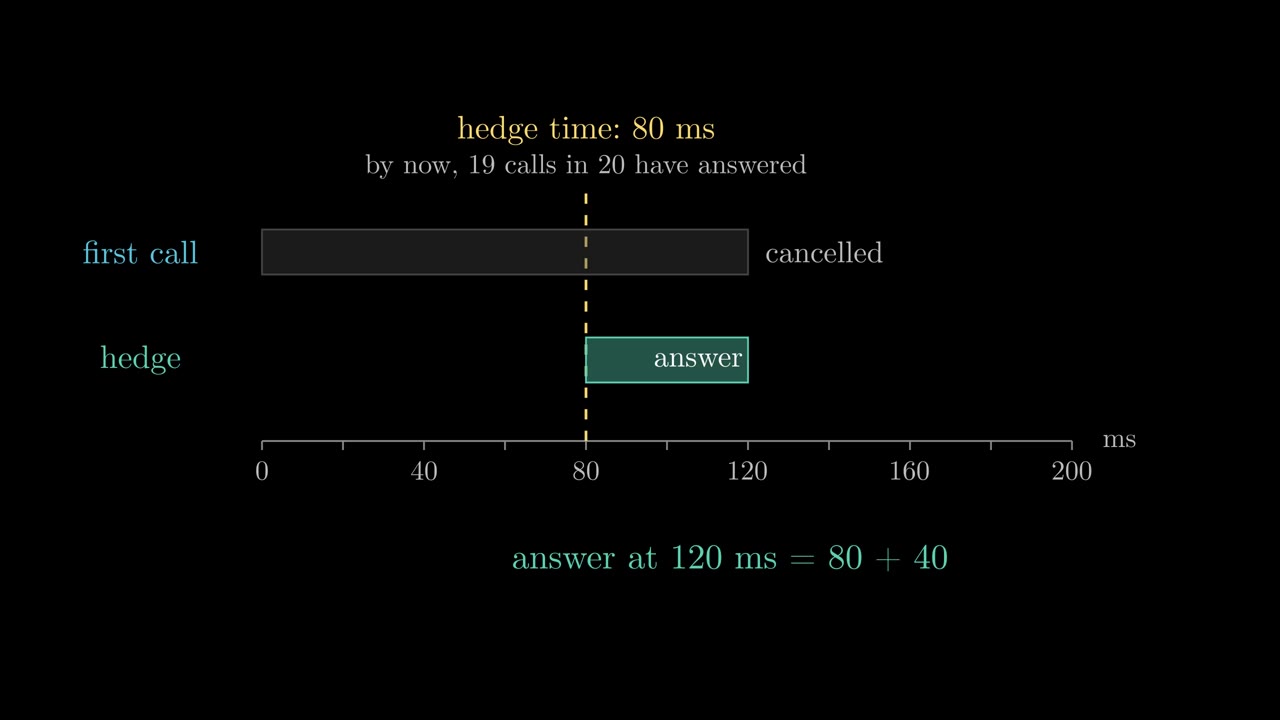 hedge time: 80 ms
by now, 19 calls in 20 have answered
first call
cancelled
hedge
answer
ms
0 40 80 120 160 200
answer at 120 ms = 80 + 40